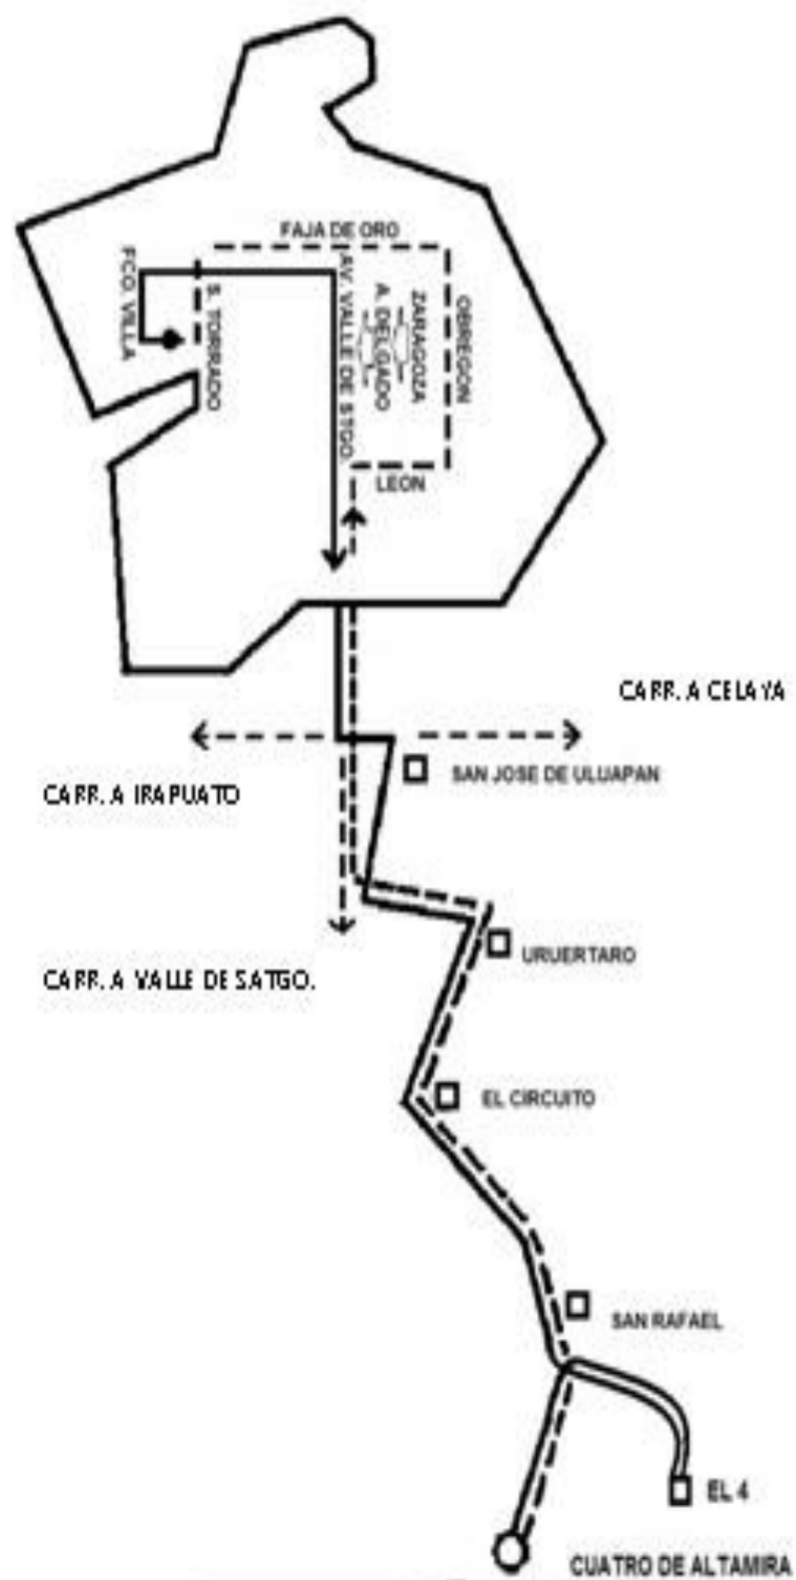 FAJA DE ORO
FCO. VILLA
S. TORRADO
AV. VALLE DE STGO.
A. DELGADO
ZARAGOZA
OBREGON
LEON
CARR. A CELAYA
SAN JOSE DE ULUAPAN
CARR. A IRAPUATO
URUERTARO
CARR. A VALLE DE SATGO.
EL CIRCUITO
SAN RAFAEL
EL 4
CUATRO DE ALTAMIRA